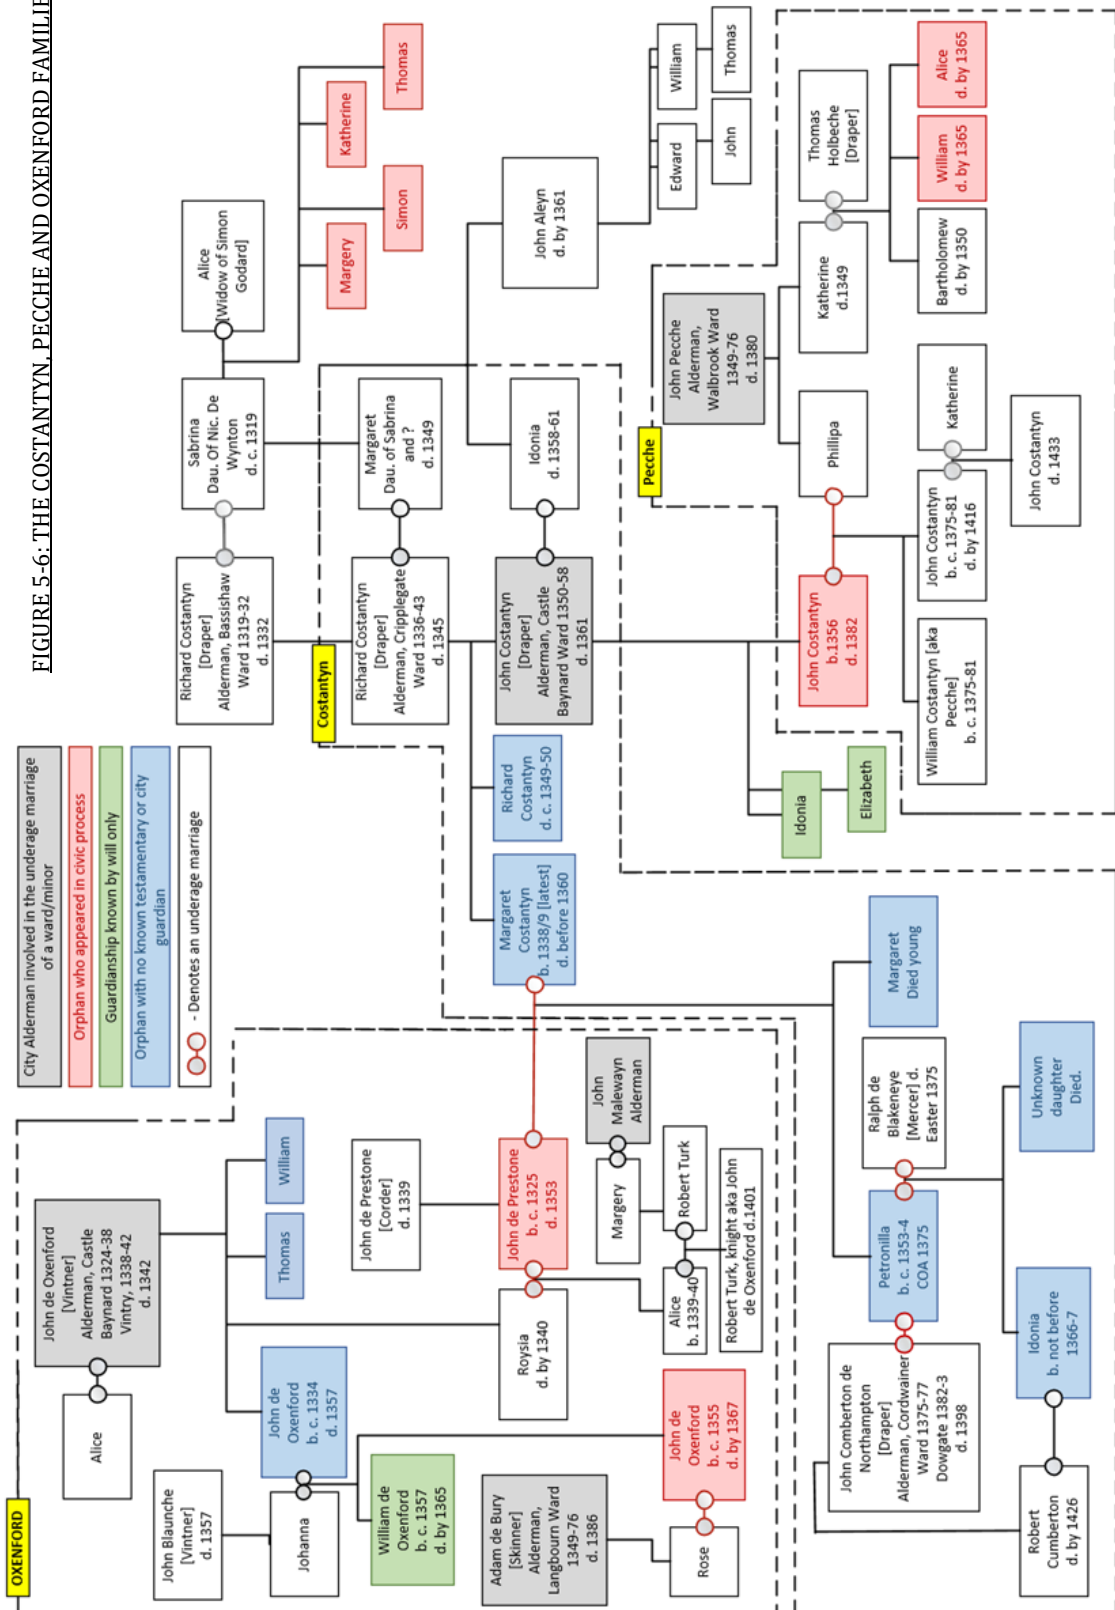 FIGURE 5-6: THE COSTANTYN, PECCHE AND OXENFORD FAMILIE
OXENFORD
City Alderman involved in the underage marriage
of a ward/minor
Orphan who appeared in civic process
Guardianship known by will only
Orphan with no known testamentary or city
guardian
- Denotes an underage marriage
Alice
John de Oxenford
[Vintner]
Alderman, Castle
Baynard 1324-38
Vintry, 1338-42
d. 1342
John Blaunche
[Vintner]
d. 1357
Johanna
John de
Oxenford
b. c. 1334
d. 1357
Thomas
William
William de
Oxenford
b. c. 1357
d. by 1365
Adam de Bury
[Skinner]
Alderman,
Langbourn Ward
1349-76
d. 1386
Rose
John de
Oxenford
b. c. 1355
d. by 1367
Roysia
d. by 1340
John de Prestone
[Corder]
d. 1339
John de Prestone
b. c. 1325
d. 1353
Alice
b. 1339-40
Margery
John
Malewayn
Alderman
Robert Turk
Robert Turk, knight aka John
de Oxenford d.1401
Richard Costantyn
[Draper]
Alderman, Bassishaw
Ward 1319-32
d. 1332
Sabrina
Dau. Of Nic. De
Wynton
d. c. 1319
Alice
[Widow of Simon
Godard]
Margery
Simon
Katherine
Thomas
Costantyn
Richard Costantyn
[Draper]
Alderman, Cripplegate
Ward 1336-43
d. 1345
Margaret
Dau. of Sabrina
and ?
d. 1349
Margaret
Costantyn
b. 1338/9 [latest]
d. before 1360
Richard
Costantyn
d. c. 1349-50
John Costantyn
[Draper]
Alderman, Castle
Baynard Ward 1350-58
d. 1361
Idonia
d. 1358-61
John Aleyn
d. by 1361
Edward
William
John
Thomas
Pecche
John Pecche
Alderman,
Walbrook Ward
1349-76
d. 1380
Idonia
Elizabeth
John Costantyn
b.1356
d. 1382
Phillipa
Katherine
d.1349
Thomas
Holbeche
[Draper]
William Costantyn [aka
Pecche]
b. c. 1375-81
John Costantyn
b. c. 1375-81
d. by 1416
Katherine
Bartholomew
d. by 1350
William
d. by 1365
Alice
d. by 1365
John Costantyn
d. 1433
John Comberton de
Northampton
[Draper]
Alderman, Cordwainer
Ward 1375-77
Dowgate 1382-3
d. 1398
Petronilla
b. c. 1353-4
COA 1375
Ralph de
Blakeneye
[Mercer] d.
Easter 1375
Margaret
Died young
Robert
Cumberton
d. by 1426
Idonia
b. not before
1366-7
Unknown
daughter
Died.